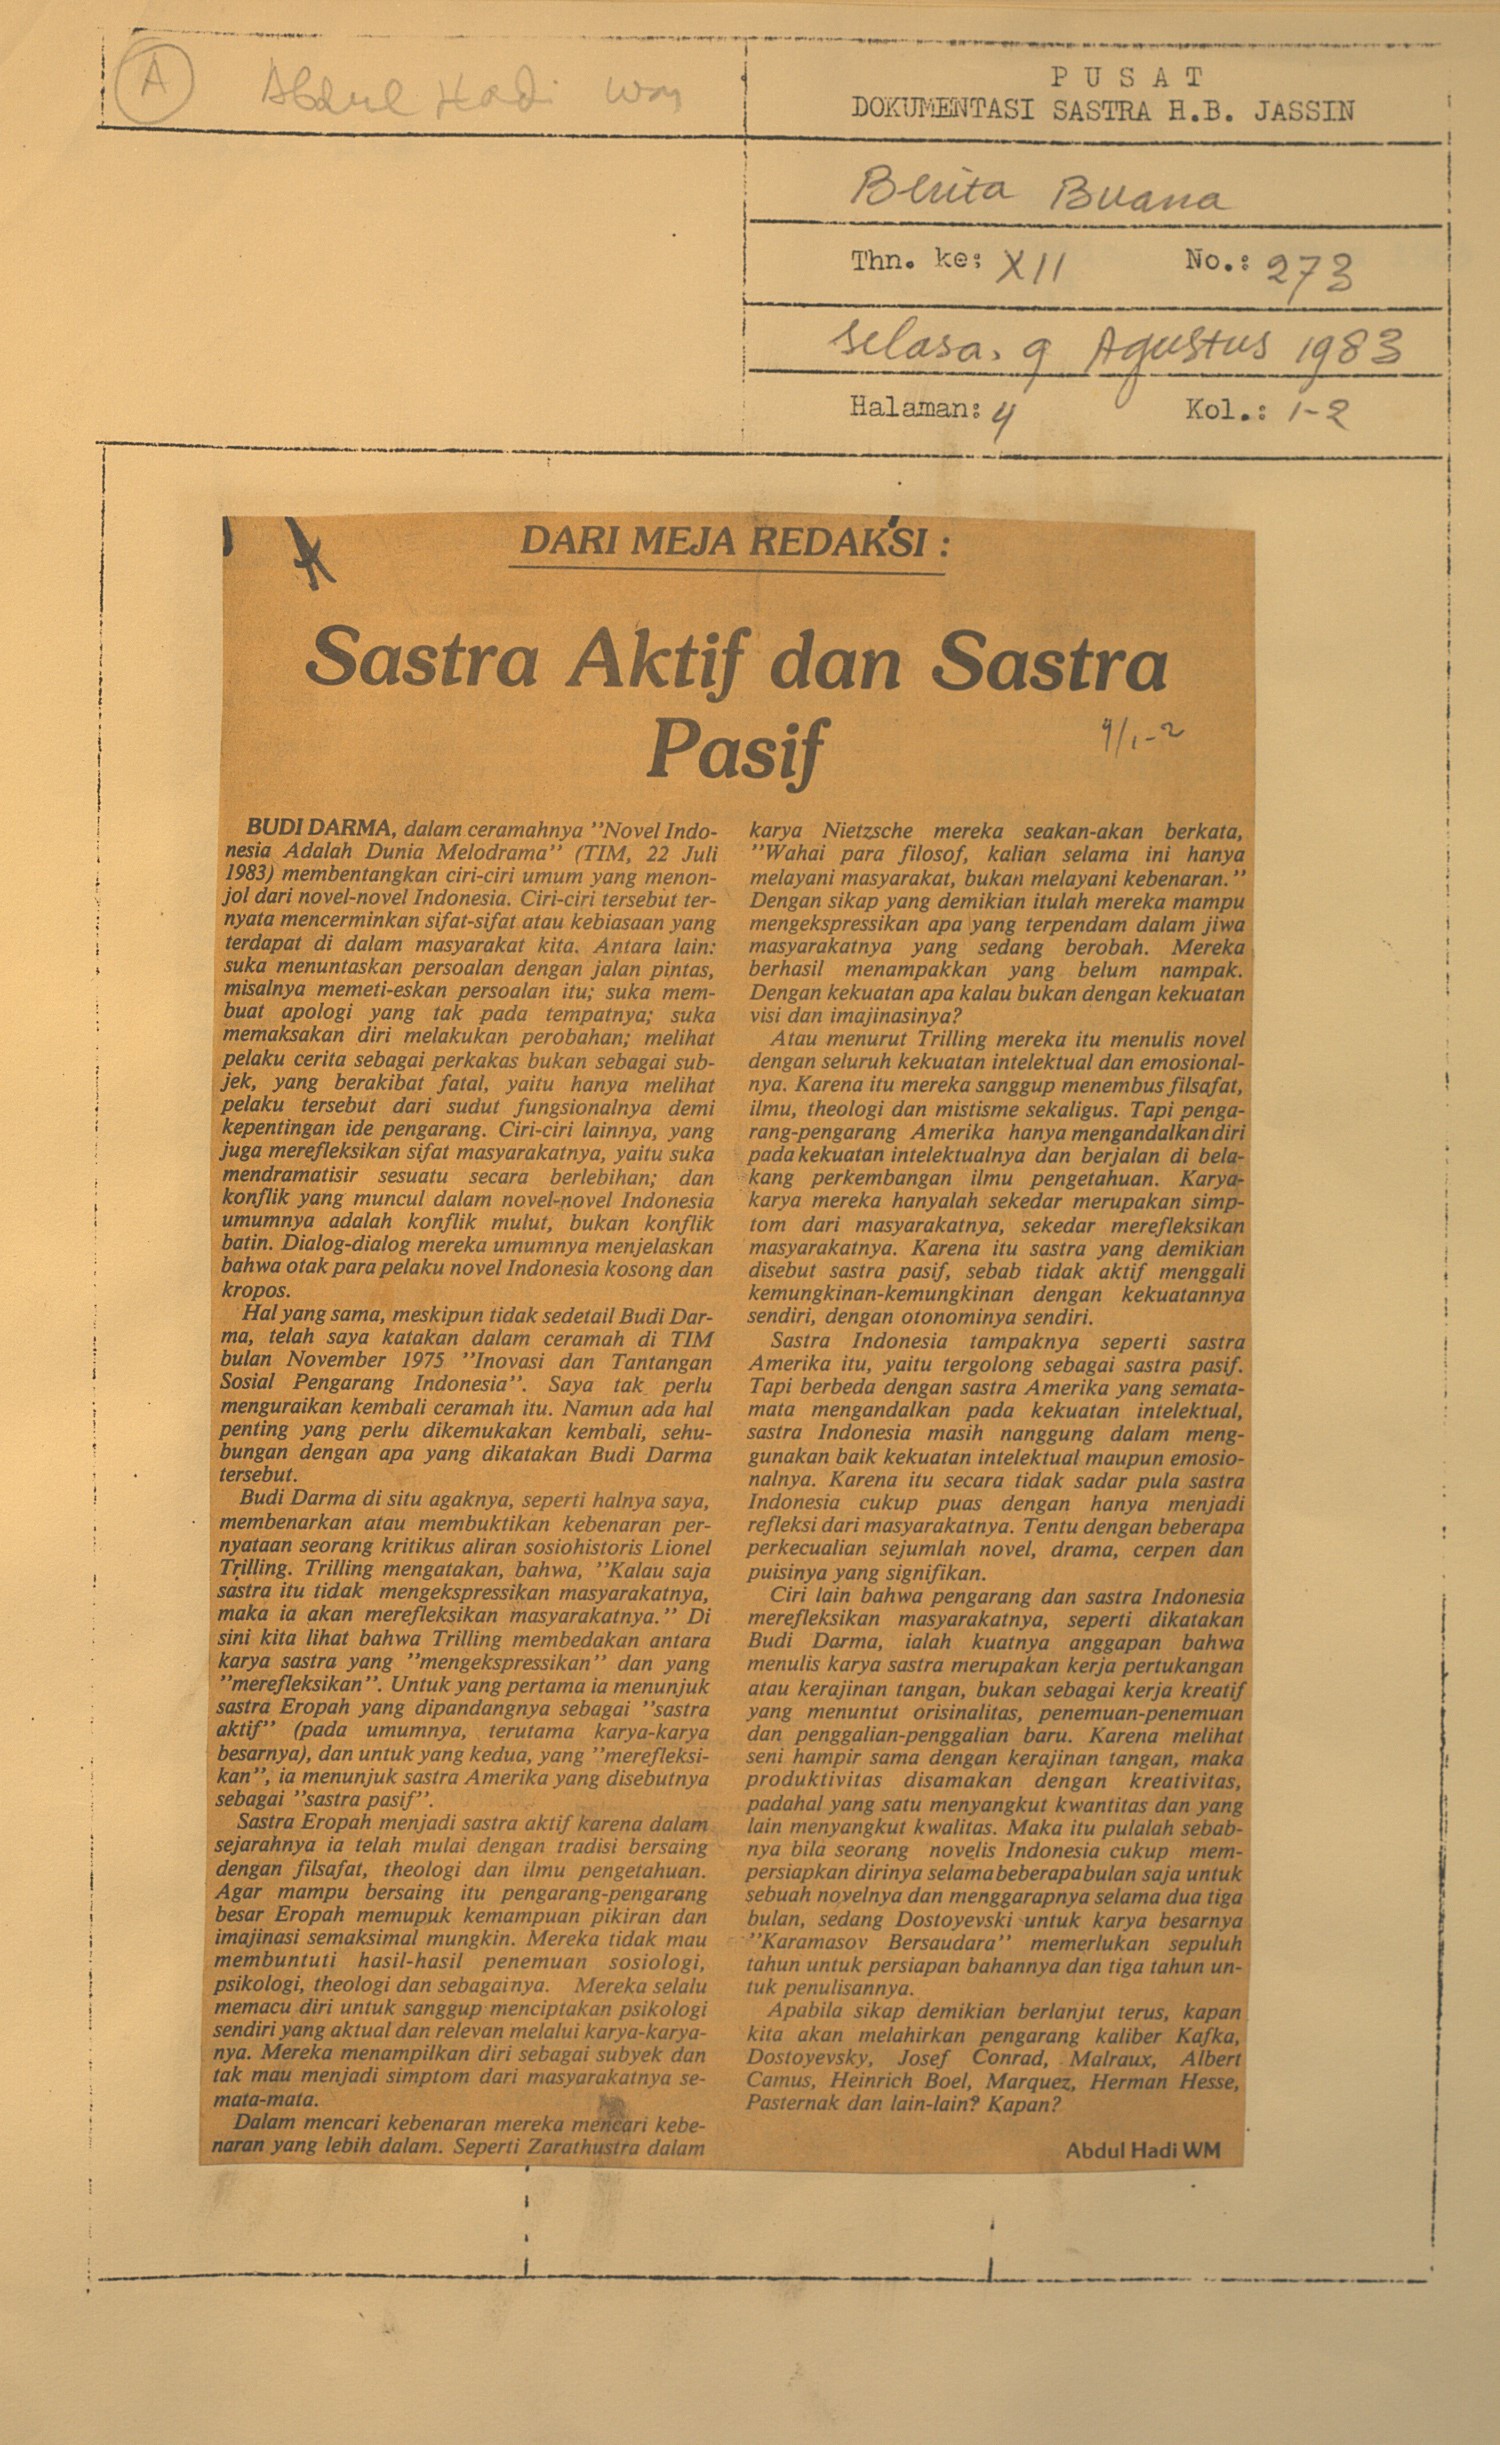 A Abdul Hadi WM
PUSAT
DOKUMENTASI SASTRA H.B. JASSIN
Berita Buana
Thn. ke: XII No.: 273
Selasa, 9 Agustus 1983
Halaman: 4 Kol.: 1-2
DARI MEJA REDAKSI :
Sastra Aktif dan Sastra
Pasif
4/1-2
BUDI DARMA, dalam ceramahnya ''Novel Indo-
nesia Adalah Dunia Melodrama'' (TIM, 22 Juli
1983) membentangkan ciri-ciri umum yang menon-
jol dari novel-novel Indonesia. Ciri-ciri tersebut ter-
nyata mencerminkan sifat-sifat atau kebiasaan yang
terdapat di dalam masyarakat kita. Antara lain:
suka menuntaskan persoalan dengan jalan pintas,
misalnya memeti-eskan persoalan itu; suka mem-
buat apologi yang tak pada tempatnya; suka
memaksakan diri melakukan perobahan; melihat
pelaku cerita sebagai perkakas bukan sebagai sub-
jek, yang berakibat fatal, yaitu hanya melihat
pelaku tersebut dari sudut fungsionalnya demi
kepentingan ide pengarang. Ciri-ciri lainnya, yang
juga merefleksikan sifat masyarakatnya, yaitu suka
mendramatisir sesuatu secara berlebihan; dan
konflik yang muncul dalam novel-novel Indonesia
umumnya adalah konflik mulut, bukan konflik
batin. Dialog-dialog mereka umumnya menjelaskan
bahwa otak para pelaku novel Indonesia kosong dan
kropos.
Hal yang sama, meskipun tidak sedetail Budi Dar-
ma, telah saya katakan dalam ceramah di TIM
bulan November 1975 ''Inovasi dan Tantangan
Sosial Pengarang Indonesia''. Saya tak perlu
menguraikan kembali ceramah itu. Namun ada hal
penting yang perlu dikemukakan kembali, sehu-
bungan dengan apa yang dikatakan Budi Darma
tersebut.
Budi Darma di situ agaknya, seperti halnya saya,
membenarkan atau membuktikan kebenaran per-
nyataan seorang kritikus aliran sosiohistoris Lionel
Trilling. Trilling mengatakan, bahwa, ''Kalau saja
sastra itu tidak mengekspressikan masyarakatnya,
maka ia akan merefleksikan masyarakatnya.'' Di
sini kita lihat bahwa Trilling membedakan antara
karya sastra yang ''mengekspressikan'' dan yang
''merefleksikan''. Untuk yang pertama ia menunjuk
sastra Eropah yang dipandangnya sebagai ''sastra
aktif'' (pada umumnya, terutama karya-karya
besarnya), dan untuk yang kedua, yang ''merefleksi-
kan'', ia menunjuk sastra Amerika yang disebutnya
sebagai ''sastra pasif''.
Sastra Eropah menjadi sastra aktif karena dalam
sejarahnya ia telah mulai dengan tradisi bersaing
dengan filsafat, theologi dan ilmu pengetahuan.
Agar mampu bersaing itu pengarang-pengarang
besar Eropah memupuk kemampuan pikiran dan
imajinasi semaksimal mungkin. Mereka tidak mau
membuntuti hasil-hasil penemuan sosiologi,
psikologi, theologi dan sebagainya. Mereka selalu
memacu diri untuk sanggup menciptakan psikologi
sendiri yang aktual dan relevan melalui karya-karya-
nya. Mereka menampilkan diri sebagai subyek dan
tak mau menjadi simptom dari masyarakatnya se-
mata-mata.
Dalam mencari kebenaran mereka mencari kebe-
naran yang lebih dalam. Seperti Zarathustra dalam
karya Nietzsche mereka seakan-akan berkata,
''Wahai para filosof, kalian selama ini hanya
melayani masyarakat, bukan melayani kebenaran.''
Dengan sikap yang demikian itulah mereka mampu
mengekspressikan apa yang terpendam dalam jiwa
masyarakatnya yang sedang berobah. Mereka
berhasil menampakkan yang belum nampak.
Dengan kekuatan apa kalau bukan dengan kekuatan
visi dan imajinasinya?
Atau menurut Trilling mereka itu menulis novel
dengan seluruh kekuatan intelektual dan emosional-
nya. Karena itu mereka sanggup menembus filsafat,
ilmu, theologi dan mistisme sekaligus. Tapi penga-
rang-pengarang Amerika hanya mengandalkan diri
pada kekuatan intelektualnya dan berjalan di bela-
kang perkembangan ilmu pengetahuan. Karya-
karya mereka hanyalah sekedar merupakan simp-
tom dari masyarakatnya, sekedar merefleksikan
masyarakatnya. Karena itu sastra yang demikian
disebut sastra pasif, sebab tidak aktif menggali
kemungkinan-kemungkinan dengan kekuatannya
sendiri, dengan otonominya sendiri.
Sastra Indonesia tampaknya seperti sastra
Amerika itu, yaitu tergolong sebagai sastra pasif.
Tapi berbeda dengan sastra Amerika yang semata-
mata mengandalkan pada kekuatan intelektual,
sastra Indonesia masih nanggung dalam meng-
gunakan baik kekuatan intelektual maupun emosio-
nalnya. Karena itu secara tidak sadar pula sastra
Indonesia cukup puas dengan hanya menjadi
refleksi dari masyarakatnya. Tentu dengan beberapa
perkecualian sejumlah novel, drama, cerpen dan
puisinya yang signifikan.
Ciri lain bahwa pengarang dan sastra Indonesia
merefleksikan masyarakatnya, seperti dikatakan
Budi Darma, ialah kuatnya anggapan bahwa
menulis karya sastra merupakan kerja pertukangan
atau kerajinan tangan, bukan sebagai kerja kreatif
yang menuntut orisinalitas, penemuan-penemuan
dan penggalian-penggalian baru. Karena melihat
seni hampir sama dengan kerajinan tangan, maka
produktivitas disamakan dengan kreativitas,
padahal yang satu menyangkut kwantitas dan yang
lain menyangkut kwalitas. Maka itu pulalah sebab-
nya bila seorang novelis Indonesia cukup mem-
persiapkan dirinya selama beberapa bulan saja untuk
sebuah novelnya dan menggarapnya selama dua tiga
bulan, sedang Dostoyevski untuk karya besarnya
''Karamasov Bersaudara'' memerlukan sepuluh
tahun untuk persiapan bahannya dan tiga tahun un-
tuk penulisannya.
Apabila sikap demikian berlanjut terus, kapan
kita akan melahirkan pengarang kaliber Kafka,
Dostoyevsky, Josef Conrad, Malraux, Albert
Camus, Heinrich Boel, Marquez, Herman Hesse,
Pasternak dan lain-lain? Kapan?
Abdul Hadi WM